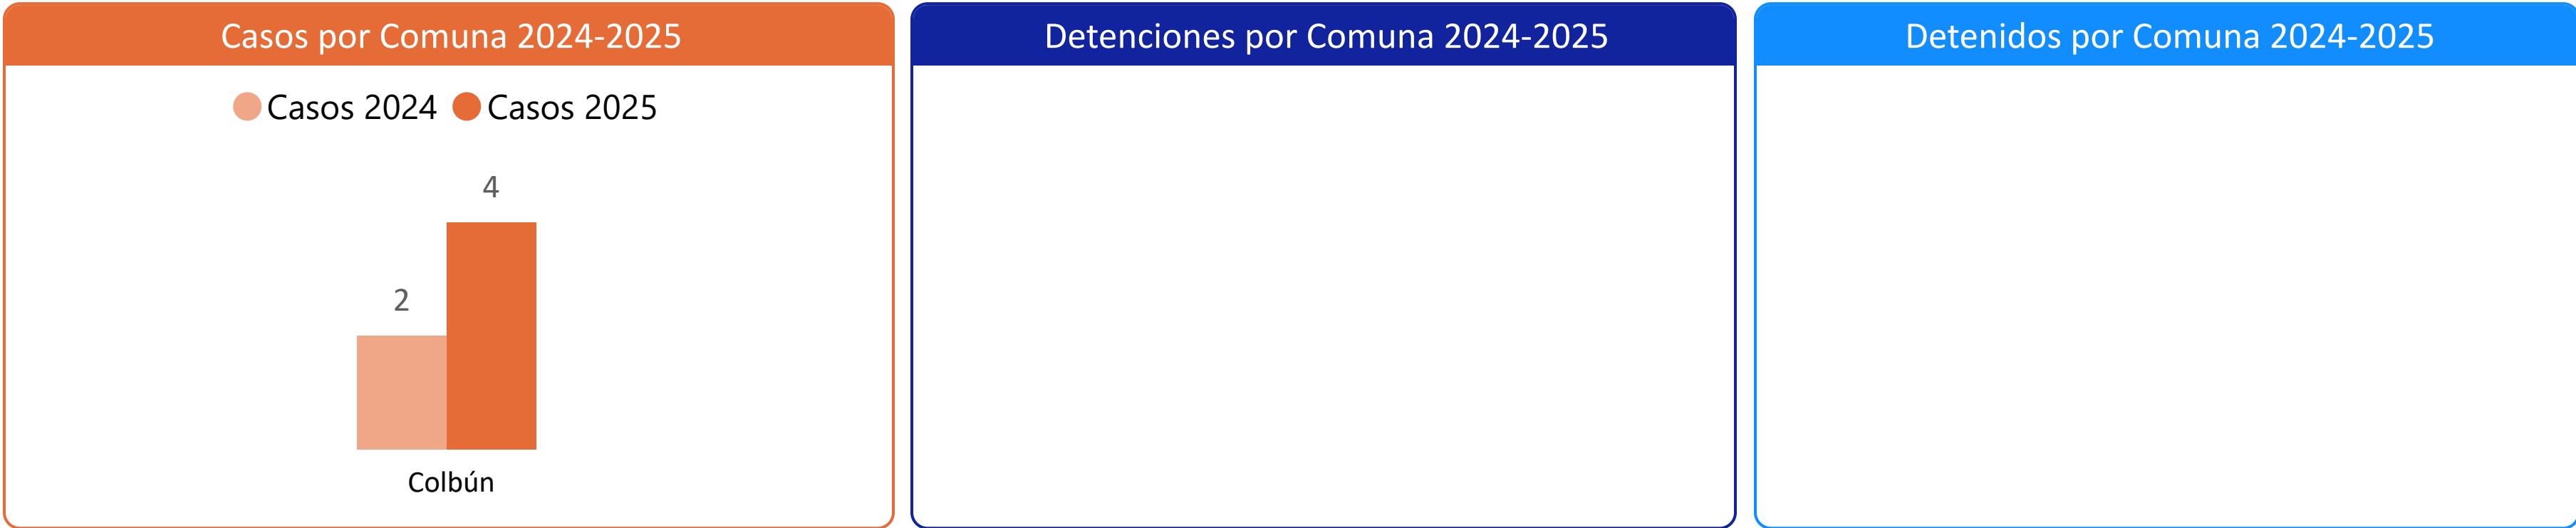 Casos por Comuna 2024-2025
Casos 2024 Casos 2025
4
2
Colbún
Detenciones por Comuna 2024-2025
Detenidos por Comuna 2024-2025